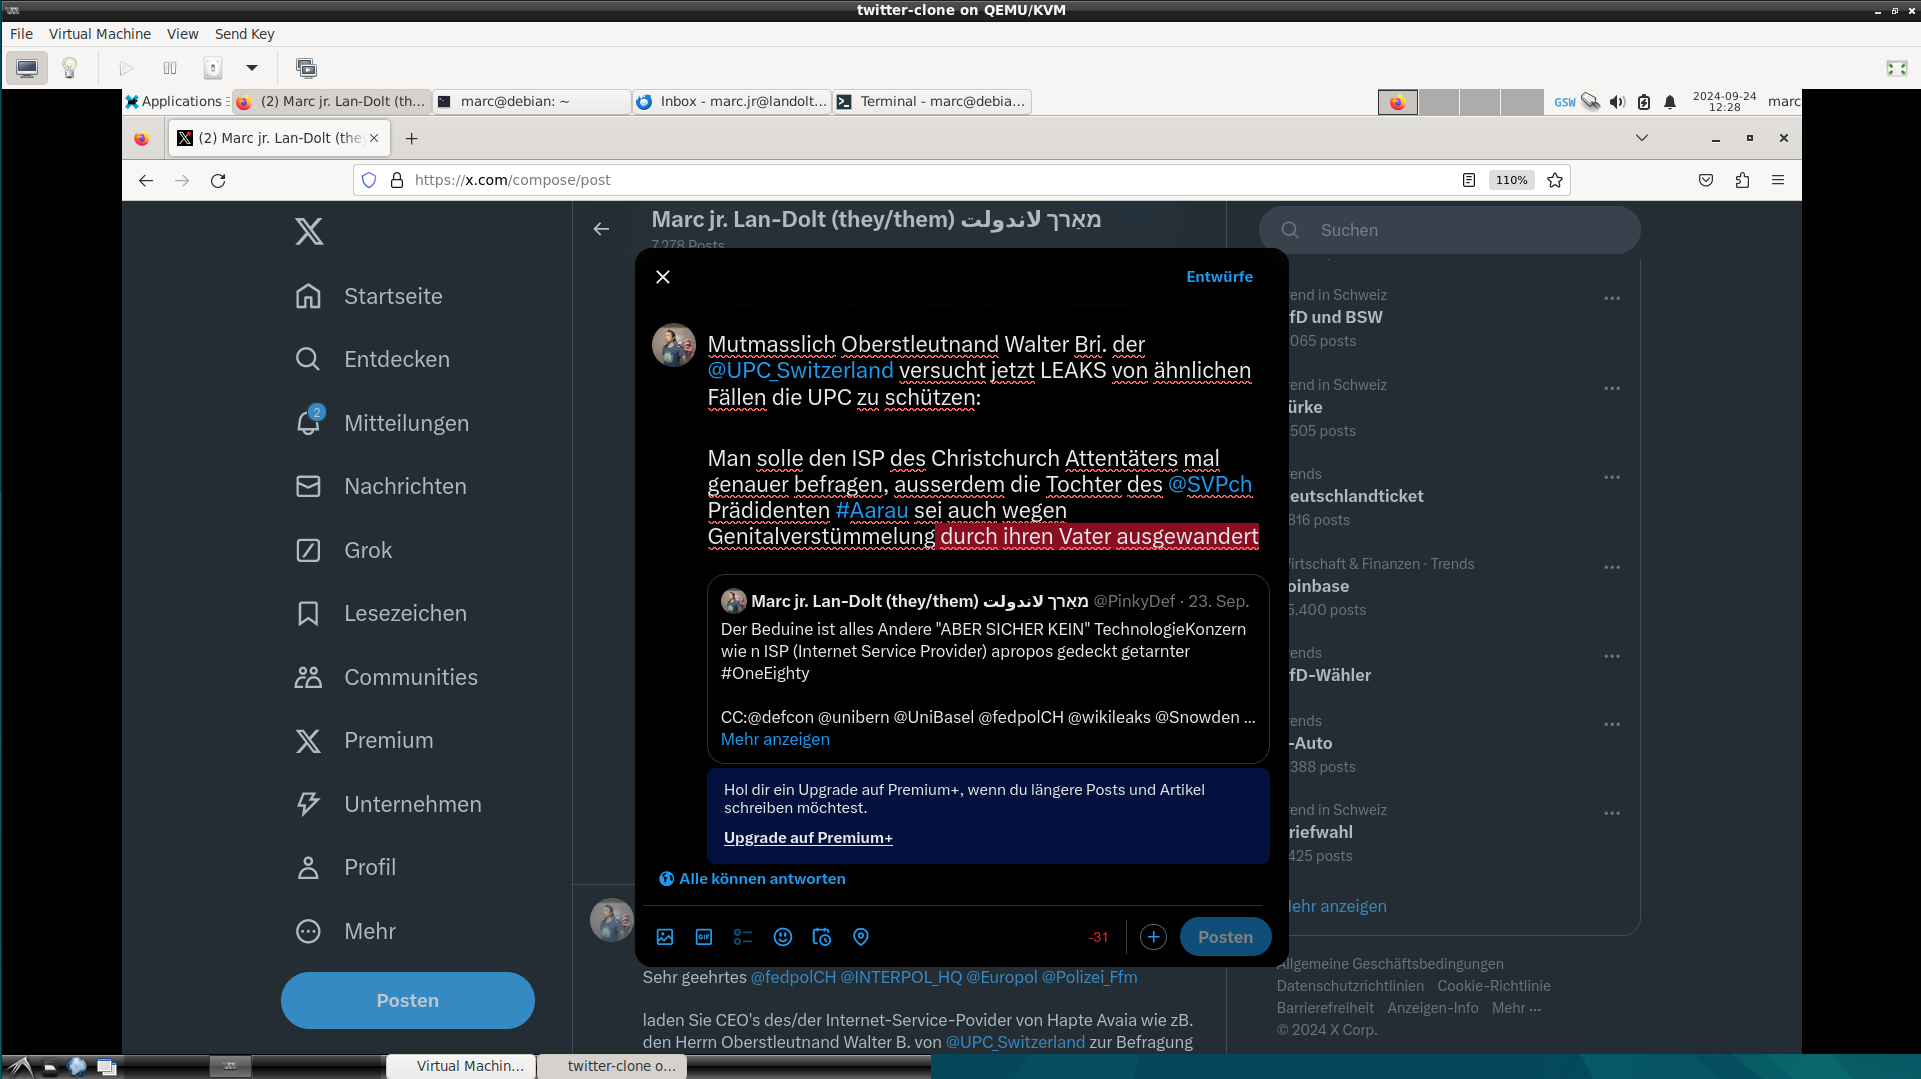 twitter-clone on QEMU/KVM
File Virtual Machine View Send Key
Applications
(2) Marc jr. Lan-Dolt (th...
marc@debian: ~
Inbox - marc.jr@landolt...
Terminal - marc@debia...
GSW
2024-09-24
12:28
marc
(2) Marc jr. Lan-Dolt (the
https://x.com/compose/post
110%
Startseite
Entdecken
2
Mitteilungen
Nachrichten
Grok
Lesezeichen
Communities
Premium
Unternehmen
Profil
Mehr
Posten
Marc jr. Lan-Dolt (they/them) מאַרך لاندولت
7.278 Posts
Entwürfe
Mutmasslich Oberstleutnand Walter Bri. der
@UPC_Switzerland versucht jetzt LEAKS von ähnlichen
Fällen die UPC zu schützen:
Man solle den ISP des Christchurch Attentäters mal
genauer befragen, ausserdem die Tochter des @SVPch
Prädidenten #Aarau sei auch wegen
Genitalverstümmelung durch ihren Vater ausgewandert
Marc jr. Lan-Dolt (they/them) מאַרך لاندولت @PinkyDef · 23. Sep.
Der Beduine ist alles Andere "ABER SICHER KEIN" TechnologieKonzern
wie n ISP (Internet Service Provider) apropos gedeckt getarnter
#OneEighty
CC:@defcon @unibern @UniBasel @fedpolCH @wikileaks @Snowden ...
Mehr anzeigen
Hol dir ein Upgrade auf Premium+, wenn du längere Posts und Artikel
schreiben möchtest.
Upgrade auf Premium+
Alle können antworten
GIF
-31
Posten
Sehr geehrtes @fedpolCH @INTERPOL_HQ @Europol @Polizei_Ffm
laden Sie CEO's des/der Internet-Service-Povider von Hapte Avaia wie zB.
den Herrn Oberstleutnand Walter B. von @UPC_Switzerland zur Befragung
Suchen
rend in Schweiz
fD und BSW
065 posts
rend in Schweiz
ürke
505 posts
rends
eutschlandticket
816 posts
irtschaft & Finanzen · Trends
oinbase
5.400 posts
rends
fD-Wähler
rends
-Auto
388 posts
rend in Schweiz
riefwahl
425 posts
ehr anzeigen
Allgemeine Geschäftsbedingungen
Datenschutzrichtlinien Cookie-Richtlinie
Barrierefreiheit Anzeigen-Info Mehr ...
© 2024 X Corp.
Virtual Machin...
twitter-clone o...